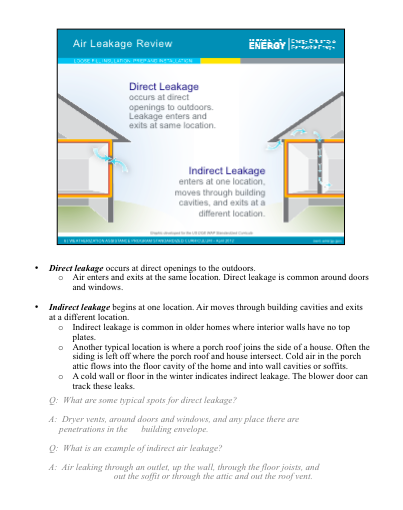 Air Leakage Review
ENERGY
Energy Efficiency &
Renewable Energy
LOOSE FILL INSULATION: PREP AND INSTALLATION
Direct Leakage
occurs at direct
openings to outdoors.
Leakage enters and
exits at same location.
Indirect Leakage
enters at one location,
moves through building
cavities, and exits at a
different location.
• Direct leakage occurs at direct openings to the outdoors.
o Air enters and exits at the same location. Direct leakage is common around doors
and windows.
• Indirect leakage begins at one location. Air moves through building cavities and exits
at a different location.
o Indirect leakage is common in older homes where interior walls have no top
plates.
o Another typical location is where a porch roof joins the side of a house. Often the
siding is left off where the porch roof and house intersect. Cold air in the porch
attic flows into the floor cavity of the home and into wall cavities or soffits.
o A cold wall or floor in the winter indicates indirect leakage. The blower door can
track these leaks.
Q: What are some typical spots for direct leakage?
A: Dryer vents, around doors and windows, and any place there are
penetrations in the building envelope.
Q: What is an example of indirect air leakage?
A: Air leaking through an outlet, up the wall, through the floor joists, and
out the soffit or through the attic and out the roof vent.